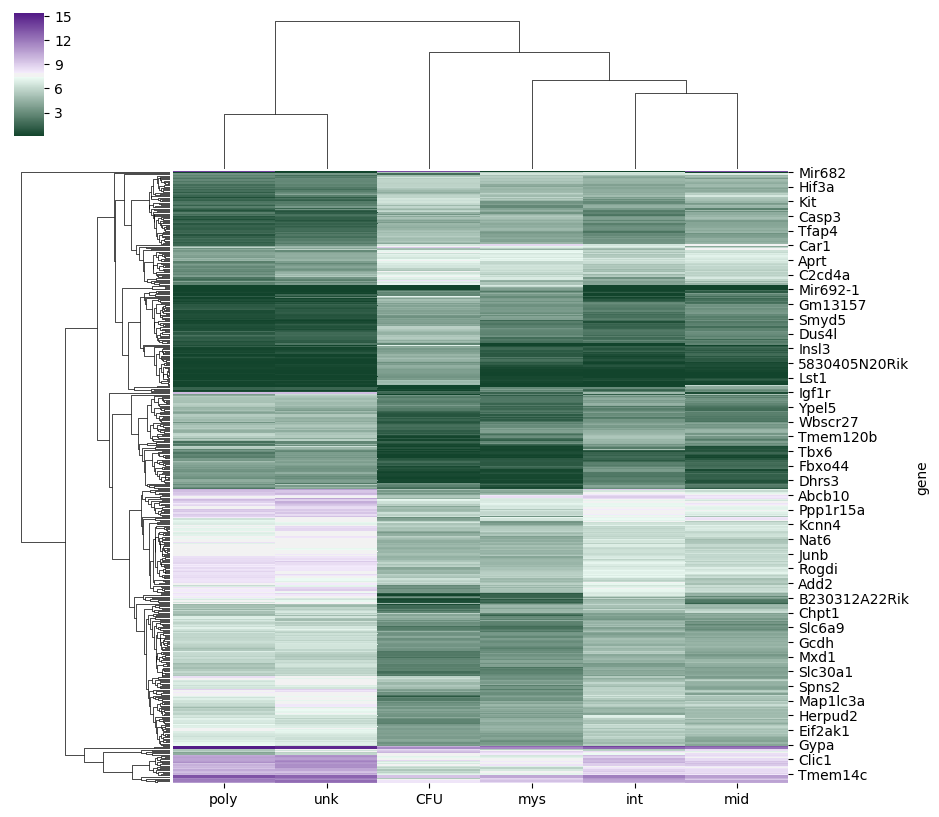 15
12
9
6
3
Mir682
Hif3a
Kit
Casp3
Tfap4
Car1
Aprt
C2cd4a
Mir692-1
Gm13157
Smyd5
Dus4l
Insl3
5830405N20Rik
Lst1
Igf1r
Ypel5
Wbscr27
Tmem120b
Tbx6
Fbxo44
Dhrs3
Abcb10
Ppp1r15a
Kcnn4
Nat6
Junb
Rogdi
Add2
B230312A22Rik
Chpt1
Slc6a9
Gcdh
Mxd1
Slc30a1
Spns2
Map1lc3a
Herpud2
Eif2ak1
Gypa
Clic1
Tmem14c
gene
poly unk CFU mys int mid